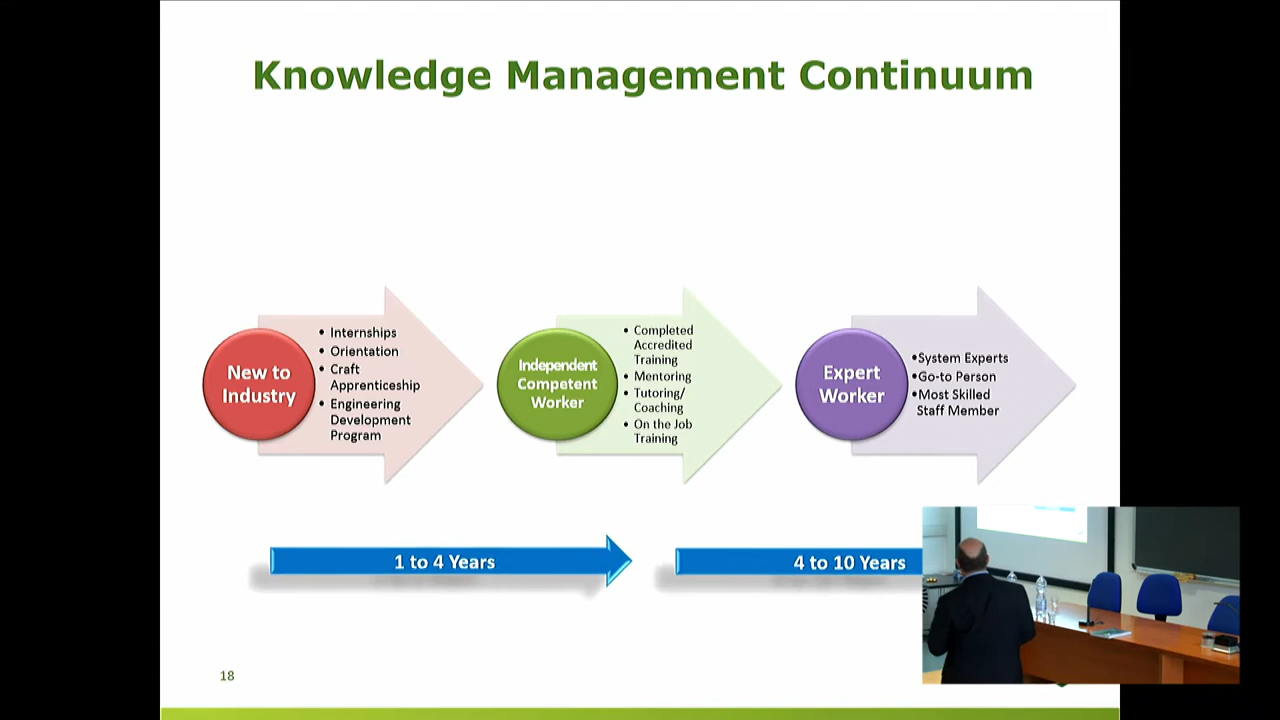 Knowledge Management Continuum
New to
Industry
• Internships
• Orientation
• Craft
Apprenticeship
• Engineering
Development
Program
Independent
Competent
Worker
• Completed
Accredited
Training
• Mentoring
• Tutoring/
Coaching
• On the Job
Training
Expert
Worker
•System Experts
•Go-to Person
•Most Skilled
Staff Member
1 to 4 Years
4 to 10 Years
18